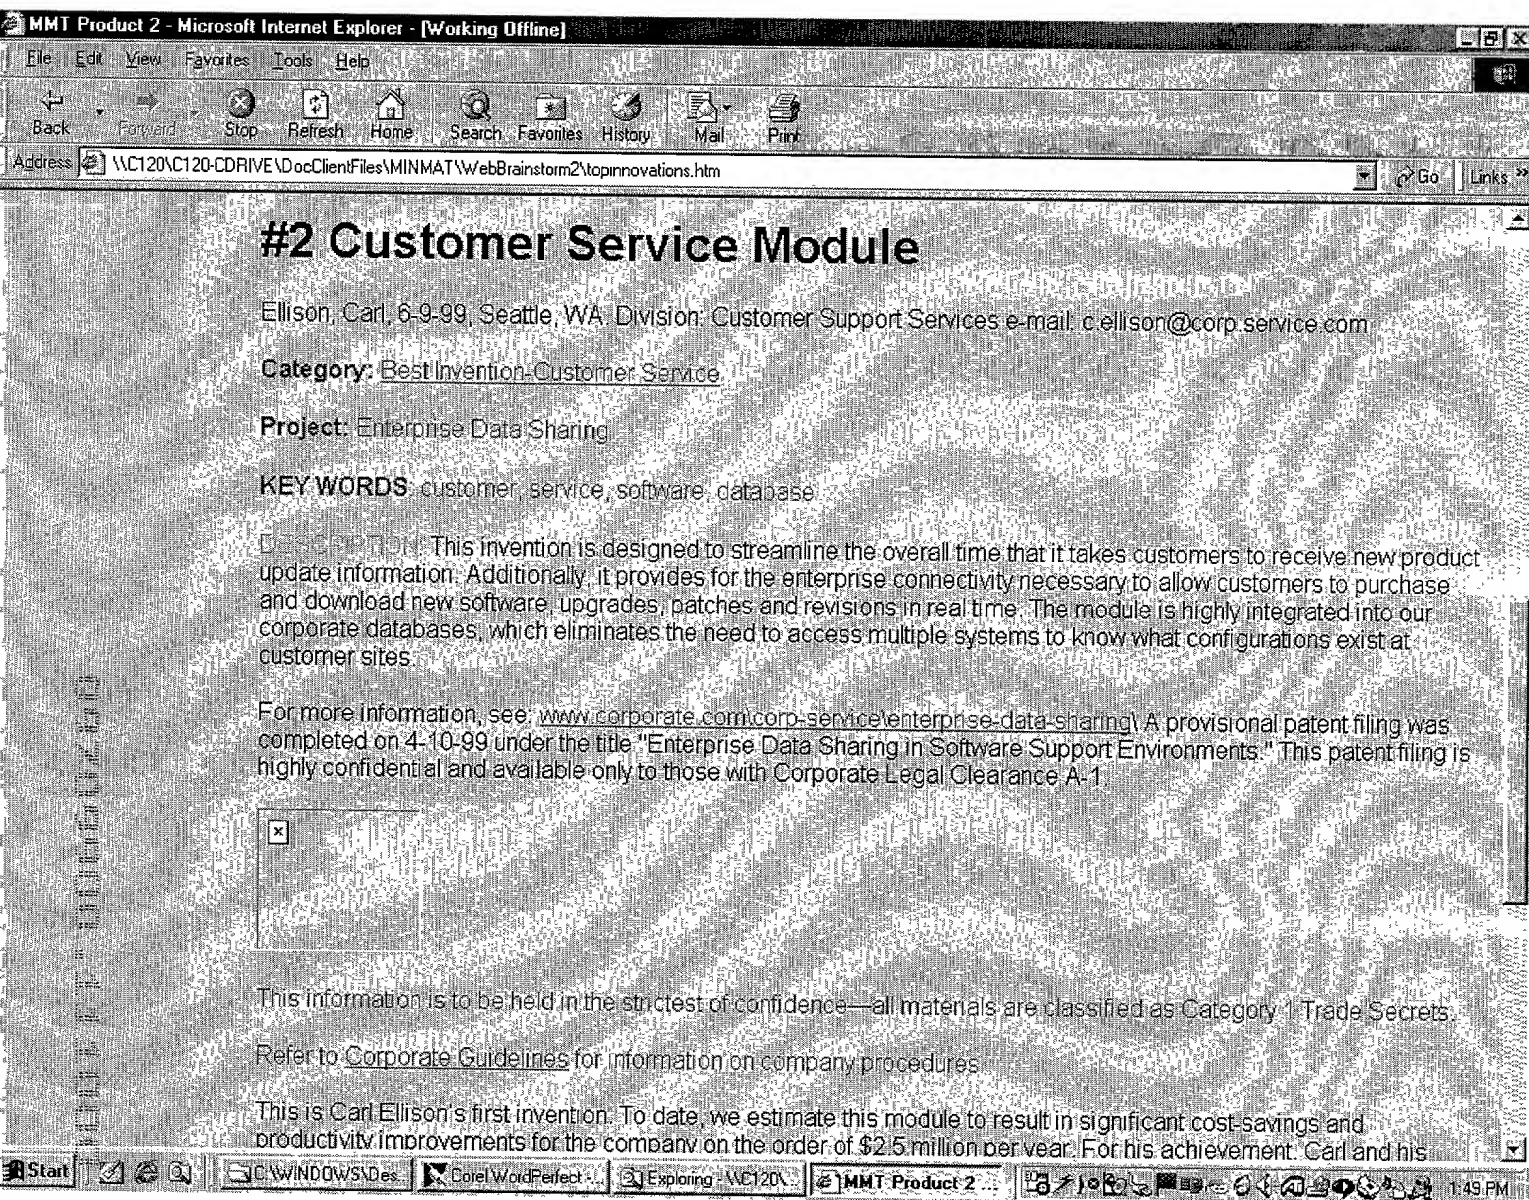 MMT Product 2 - Microsoft Internet Explorer - [Working Offline]
File Edit View Favorites Tools Help
Back Forward Stop Refresh Home Search Favorites History Mail Print
Address \\C120\C120-CDRIVE\DocClientFiles\MINMAT\WebBrainstorm2\topinnovations.htm Go Links »
#2 Customer Service Module
Ellison, Carl, 6-9-99, Seattle, WA. Division: Customer Support Services e-mail: c.ellison@corp.service.com
Category: Best Invention-Customer Service
Project: Enterprise Data Sharing
KEY WORDS: customer, service, software, database
DESCRIPTION: This invention is designed to streamline the overall time that it takes customers to receive new product
update information. Additionally, it provides for the enterprise connectivity necessary to allow customers to purchase
and download new software, upgrades, patches and revisions in real time. The module is highly integrated into our
corporate databases, which eliminates the need to access multiple systems to know what configurations exist at
customer sites.
For more information, see: www.corporate.com\corp-service\enterprise-data-sharing\ A provisional patent filing was
completed on 4-10-99 under the title "Enterprise Data Sharing in Software Support Environments." This patent filing is
highly confidential and available only to those with Corporate Legal Clearance A-1.
This information is to be held in the strictest of confidence—all materials are classified as Category 1 Trade Secrets.
Refer to Corporate Guidelines for information on company procedures.
This is Carl Ellison's first invention. To date, we estimate this module to result in significant cost-savings and
productivity improvements for the company on the order of $2.5 million per year. For his achievement, Carl and his
Start C:\WINDOWS\Des... Corel WordPerfect -... Exploring - \\C120\... MMT Product 2 ... 1:49 PM